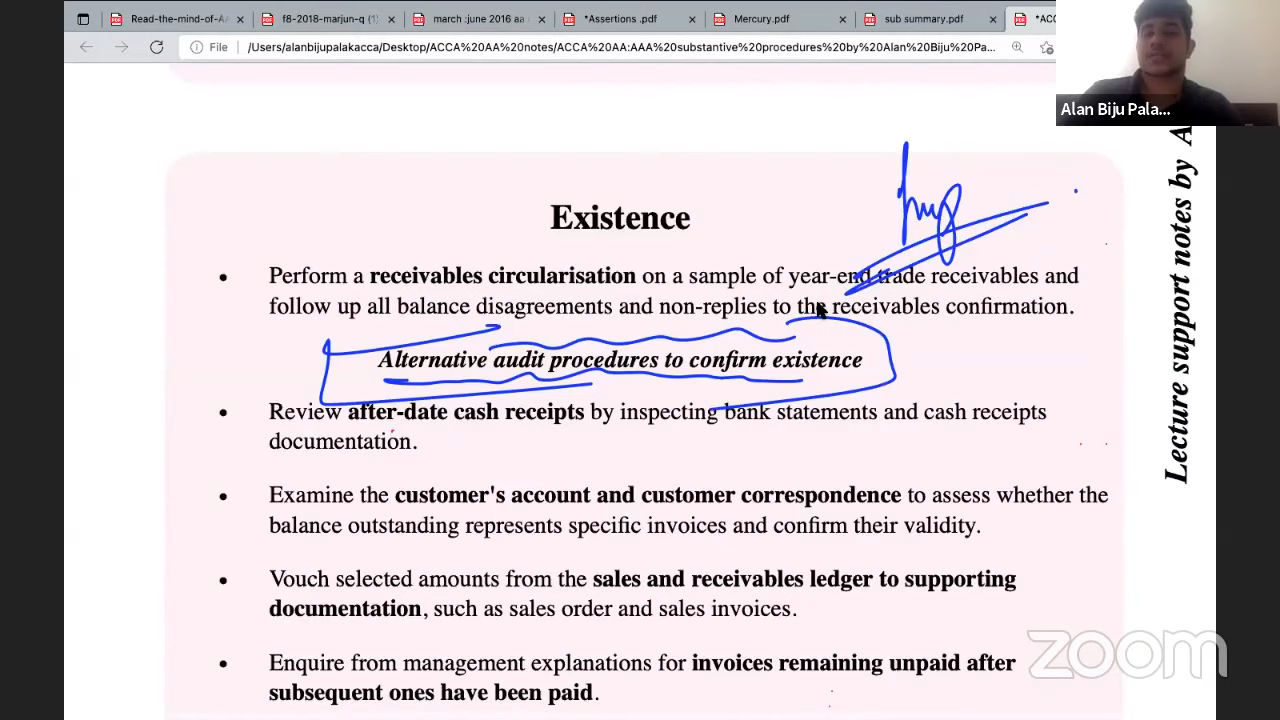 Read-the-mind-of-A
f8-2018-marjun-q (1)
march :june 2016 aa
*Assertions .pdf
Mercury.pdf
sub summary.pdf
*ACC
File
/Users/alanbijupalakacca/Desktop/ACCA%20AA%20notes/ACCA%20AA:AAA%20substantive%20procedures%20by%20Alan%20Biju%20Pa...
Alan Biju Pala...
Lecture support notes by A
Existence
• Perform a receivables circularisation on a sample of year-end trade receivables and
follow up all balance disagreements and non-replies to the receivables confirmation.
Alternative audit procedures to confirm existence
• Review after-date cash receipts by inspecting bank statements and cash receipts
documentation.
• Examine the customer's account and customer correspondence to assess whether the
balance outstanding represents specific invoices and confirm their validity.
• Vouch selected amounts from the sales and receivables ledger to supporting
documentation, such as sales order and sales invoices.
• Enquire from management explanations for invoices remaining unpaid after
subsequent ones have been paid.
zoom